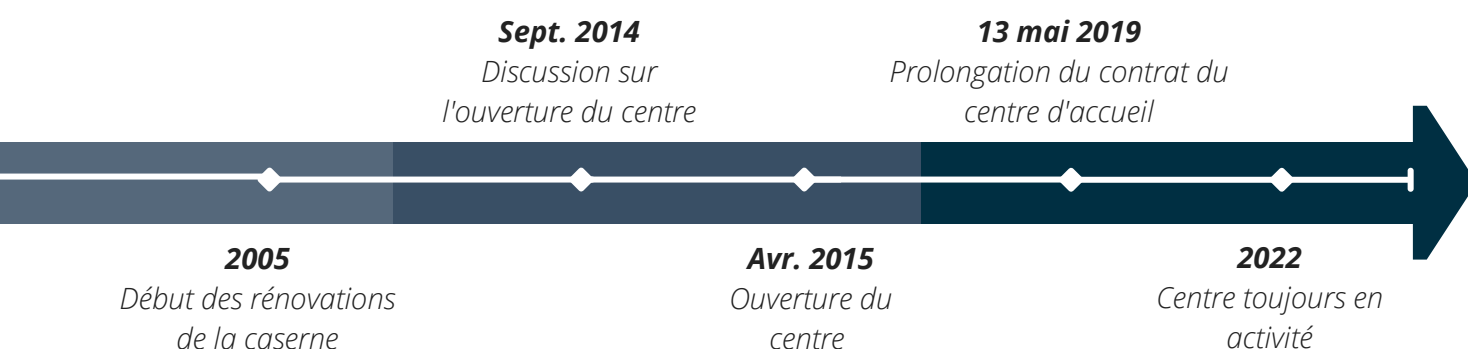 Sept. 2014
Discussion sur
l'ouverture du centre
13 mai 2019
Prolongation du contrat du
centre d'accueil
2005
Début des rénovations
de la caserne
Avr. 2015
Ouverture du
centre
2022
Centre toujours en
activité